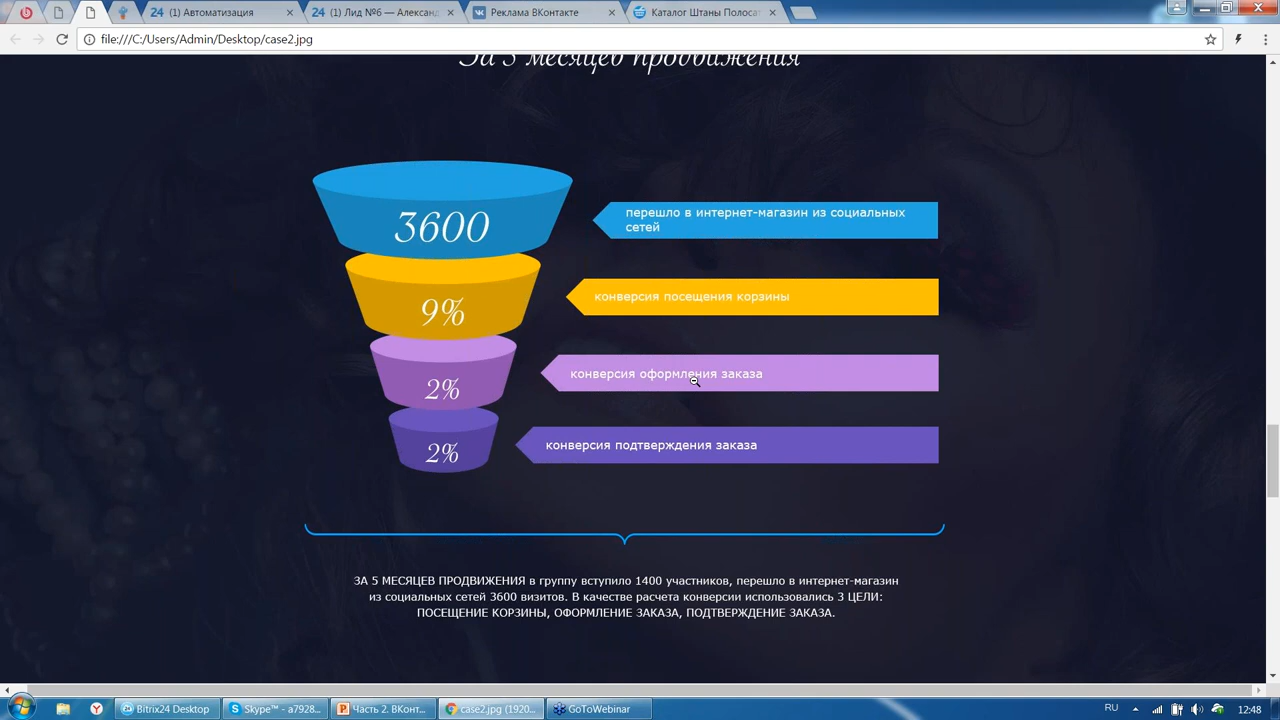 24 (1) Автоматизация
24 (1) Лид №6 — Александ
Реклама ВКонтакте
Каталог Штаны Полосат
file:///C:/Users/Admin/Desktop/case2.jpg
За 5 месяцев продвижения
3600
перешло в интернет-магазин из социальных
сетей
9%
конверсия посещения корзины
2%
конверсия оформления заказа
2%
конверсия подтверждения заказа
ЗА 5 МЕСЯЦЕВ ПРОДВИЖЕНИЯ в группу вступило 1400 участников, перешло в интернет-магазин
из социальных сетей 3600 визитов. В качестве расчета конверсии использовались 3 ЦЕЛИ:
ПОСЕЩЕНИЕ КОРЗИНЫ, ОФОРМЛЕНИЕ ЗАКАЗА, ПОДТВЕРЖДЕНИЕ ЗАКАЗА.
Bitrix24 Desktop
Skype™ - a7928...
Часть 2. ВКонт...
case2.jpg (1920...
GoToWebinar
RU
12:48